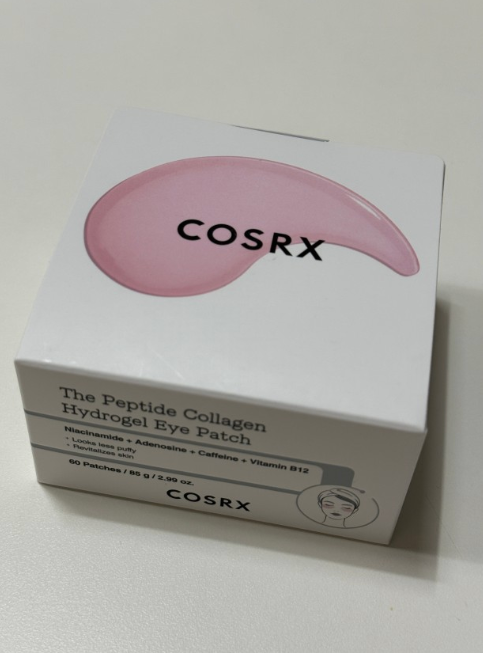 COSRX
The Peptide Collagen
Hydrogel Eye Patch
Niacinamide + Adenosine + Caffeine + Vitamin B12
• Looks less puffy
• Revitalizes skin
60 Patches / 85 g / 2.99 oz.
COSRX